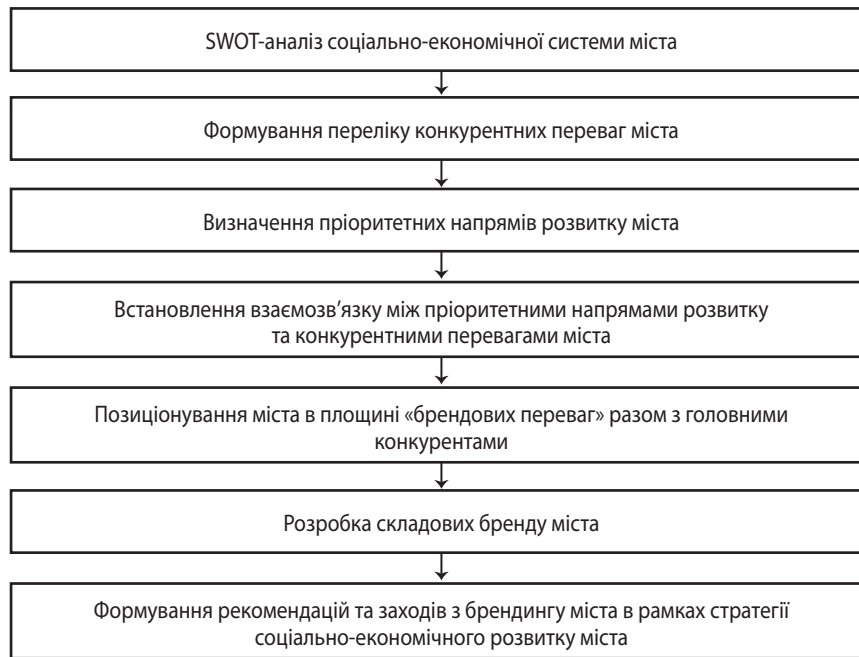 SWOT-аналіз соціально-економічної системи міста
Формування переліку конкурентних переваг міста
Визначення пріоритетних напрямів розвитку міста
Встановлення взаємозв’язку між пріоритетними напрямами розвитку
та конкурентними перевагами міста
Позиціонування міста в площині «брендових переваг» разом з головними
конкурентами
Розробка складових бренду міста
Формування рекомендацій та заходів з брендингу міста в рамках стратегії
соціально-економічного розвитку міста